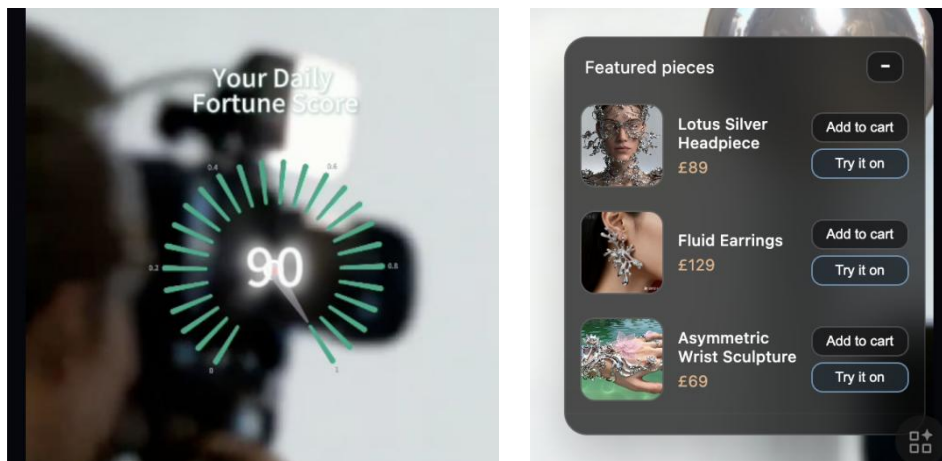 Your Daily
Fortune Score
0.4
0.6
0.2
90
0.8
0
1
Featured pieces
-
Lotus Silver
Headpiece
£89
Add to cart
Try it on
Fluid Earrings
£129
Add to cart
Try it on
Asymmetric
Wrist Sculpture
£69
Add to cart
Try it on